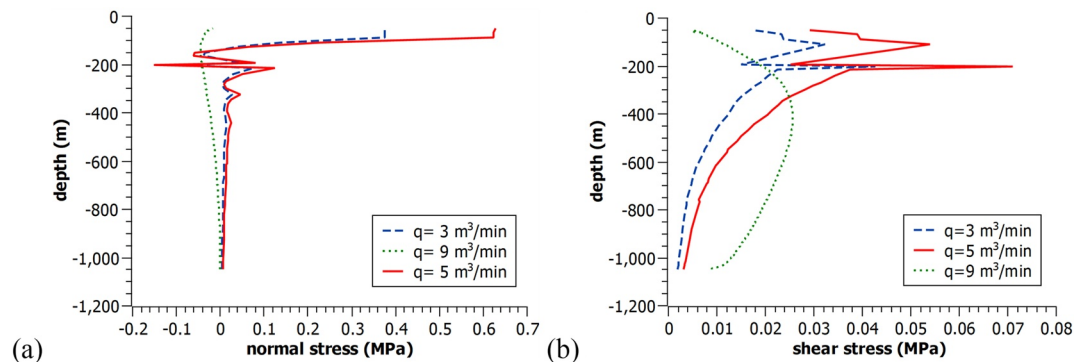 0
-200
-400
-600
-800
-1,000
-1,200
depth (m)
-0.2 -0.1 0 0.1 0.2 0.3 0.4 0.5 0.6 0.7
normal stress (MPa)
q= 3 m³/min
q= 9 m³/min
q= 5 m³/min
(a)
0
-200
-400
-600
-800
-1,000
-1,200
depth (m)
0 0.01 0.02 0.03 0.04 0.05 0.06 0.07 0.08
shear stress (MPa)
q=3 m³/min
q=5 m³/min
q=9 m³/min
(b)